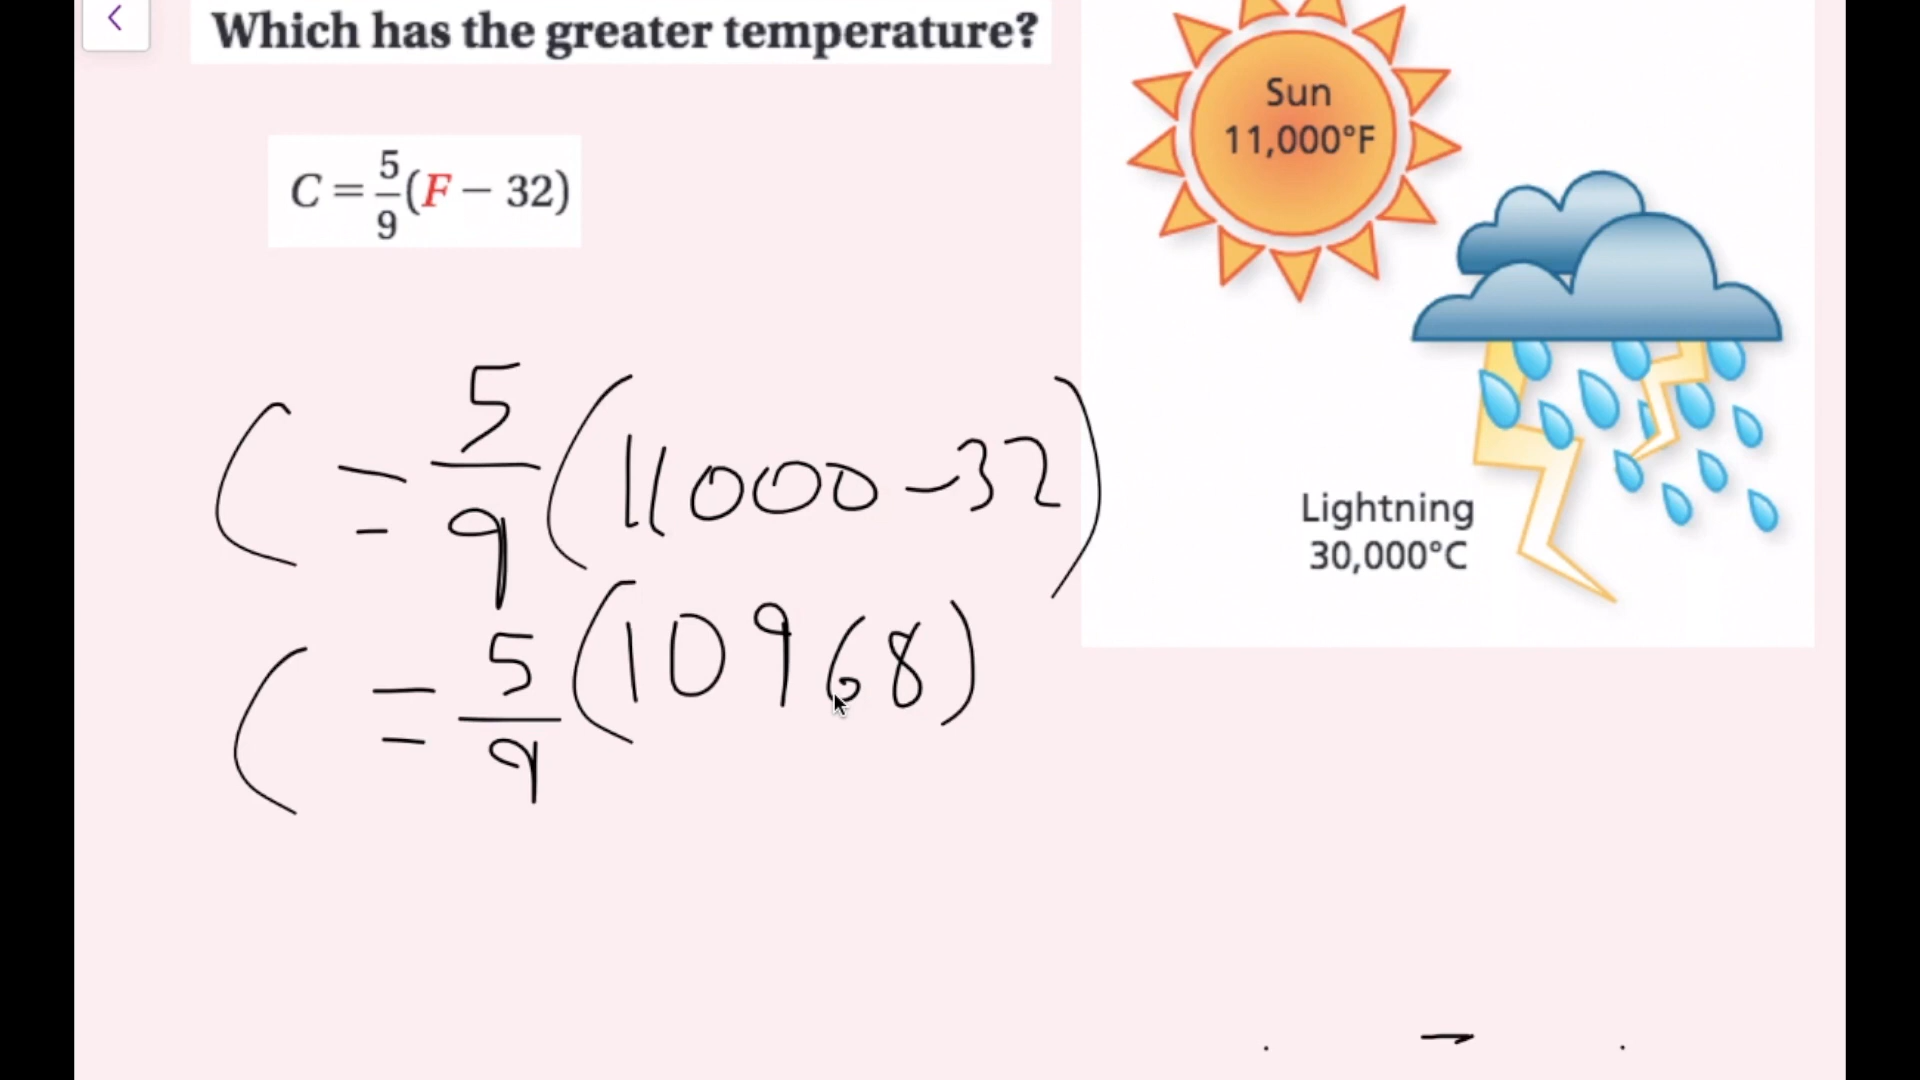 Which has the greater temperature?
C = 5/9 (F − 32)
Sun
11,000°F
Lightning
30,000°C
C = 5/9 (11000 − 32)
C = 5/9 (10968)